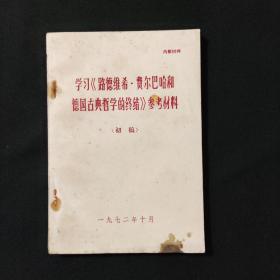 内部材料
学习《路德维希·费尔巴哈和
德国古典哲学的终结》参考材料
（初稿）
一九七二年十月